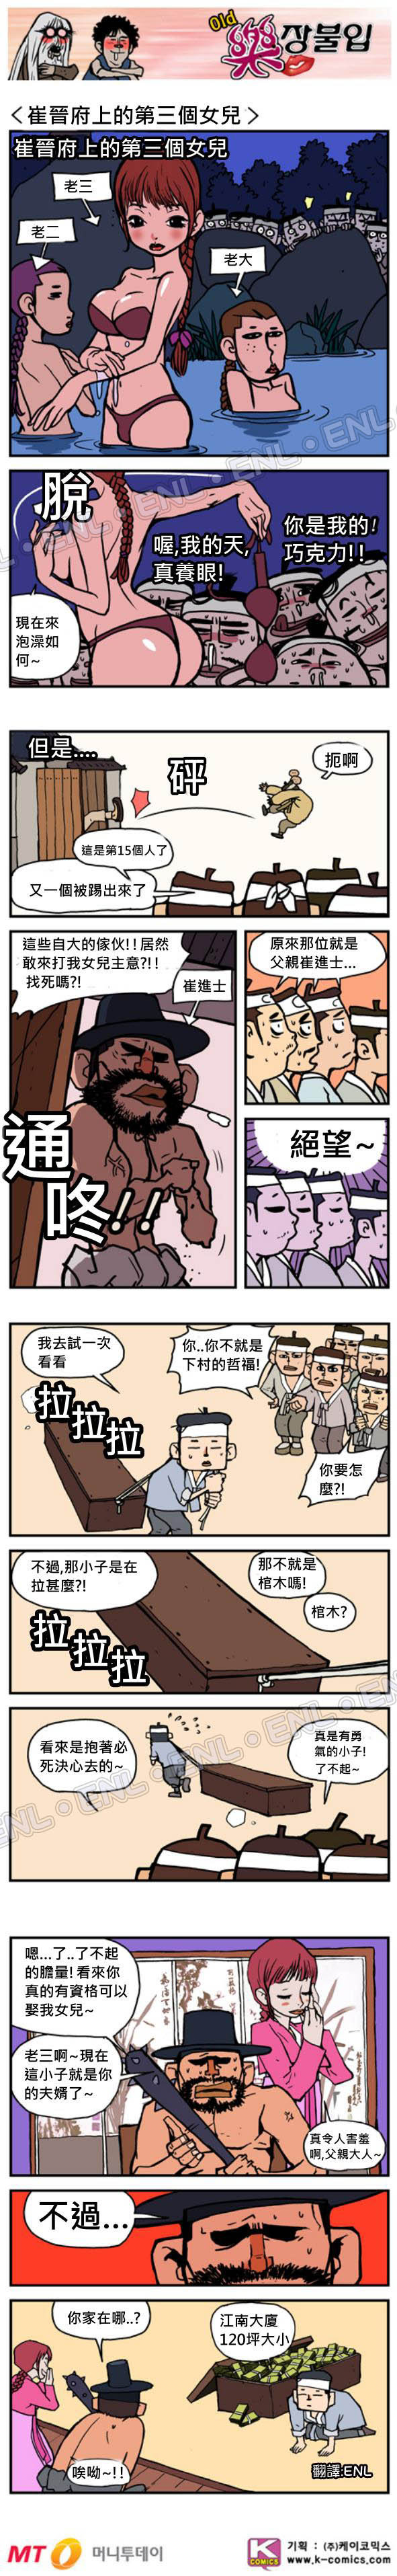 Old
樂장불입
＜崔晉府上的第三個女兒＞
崔晉府上的第三個女兒
老三
老二
老大
脫
喔,我的天,
真養眼!
你是我的!
巧克力!!
現在來
泡澡如
何~
但是....
砰
扼啊
這是第15個人了
又一個被踢出來了
這些自大的傢伙!!居然
敢來打我女兒主意?!!
找死嗎?!
崔進士
通
咚!!
原來那位就是
父親崔進士...
絕望~
我去試一次
看看
你..你不就是
下村的哲福!
拉拉拉
你要怎
麼?!
不過,那小子是在
拉甚麼?!
那不就是
棺木嗎!
棺木?
拉拉拉
看來是抱著必
死決心去的~
真是有勇
氣的小子!
了不起~
嗯...了..了不起
的膽量!看來你
真的有資格可以
娶我女兒~
老三啊~現在
這小子就是你
的夫婿了~
真令人害羞
啊,父親大人~
不過...
你家在哪..?
江南大廈
120坪大小
唉呦~!!
翻譯:ENL
ENL•ENL•ENL•ENL
ENL•ENL•ENL•ENL
MT 머니투데이
K COMICS
기획 : (주)케이코믹스
www.k-comics.com